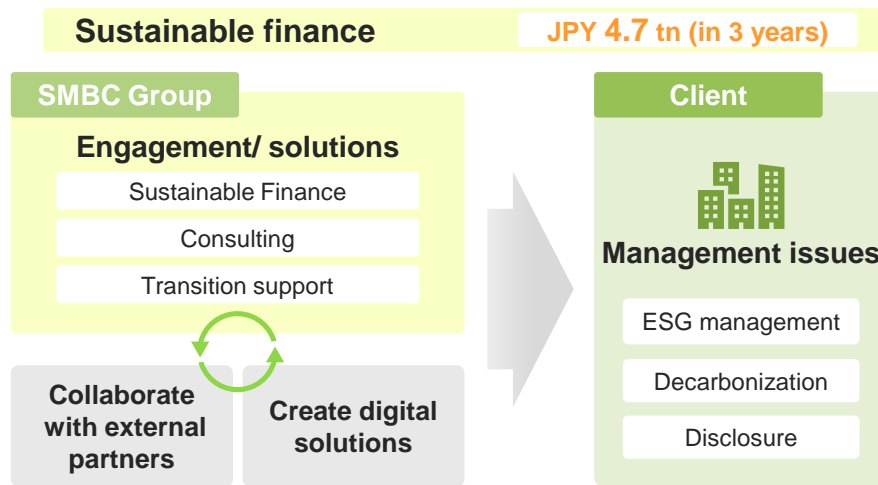 Sustainable finance
JPY 4.7 tn (in 3 years)
SMBC Group
Engagement/ solutions
Sustainable Finance
Consulting
Transition support
Collaborate
with external
partners
Create digital
solutions
Client
Management issues
ESG management
Decarbonization
Disclosure